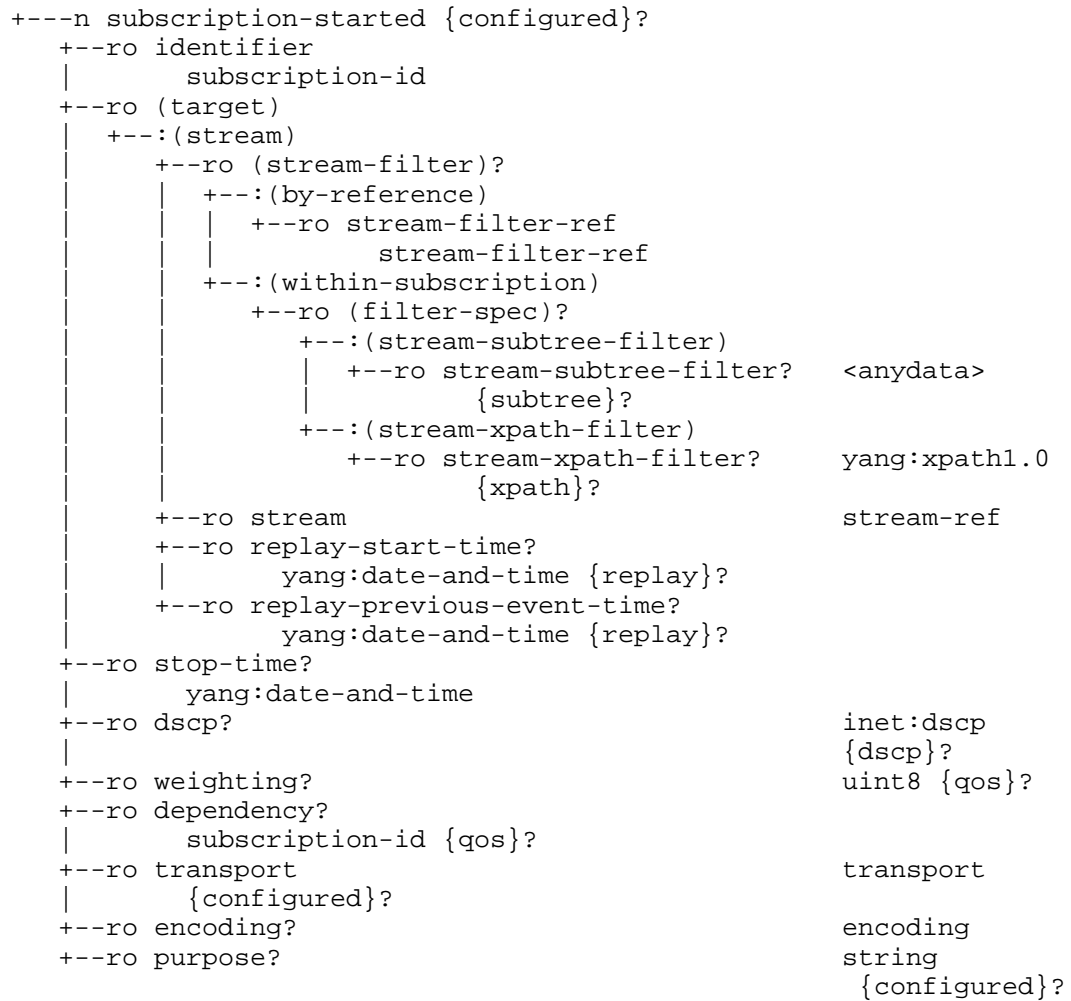 +---n subscription-started {configured}?
   +--ro identifier
   |       subscription-id
   +--ro (target)
   |  +--:(stream)
   |     +--ro (stream-filter)?
   |     |  +--:(by-reference)
   |     |  |  +--ro stream-filter-ref
   |     |  |          stream-filter-ref
   |     |  +--:(within-subscription)
   |     |     +--ro (filter-spec)?
   |     |        +--:(stream-subtree-filter)
   |     |        |  +--ro stream-subtree-filter?   <anydata>
   |     |        |          {subtree}?
   |     |        +--:(stream-xpath-filter)
   |     |           +--ro stream-xpath-filter?     yang:xpath1.0
   |     |                   {xpath}?
   |     +--ro stream                               stream-ref
   |     +--ro replay-start-time?
   |     |       yang:date-and-time {replay}?
   |     +--ro replay-previous-event-time?
   |             yang:date-and-time {replay}?
   +--ro stop-time?
   |       yang:date-and-time
   +--ro dscp?                                      inet:dscp
   |                                                {dscp}?
   +--ro weighting?                                 uint8 {qos}?
   +--ro dependency?
   |       subscription-id {qos}?
   +--ro transport                                  transport
   |       {configured}?
   +--ro encoding?                                  encoding
   +--ro purpose?                                   string
                                                     {configured}?